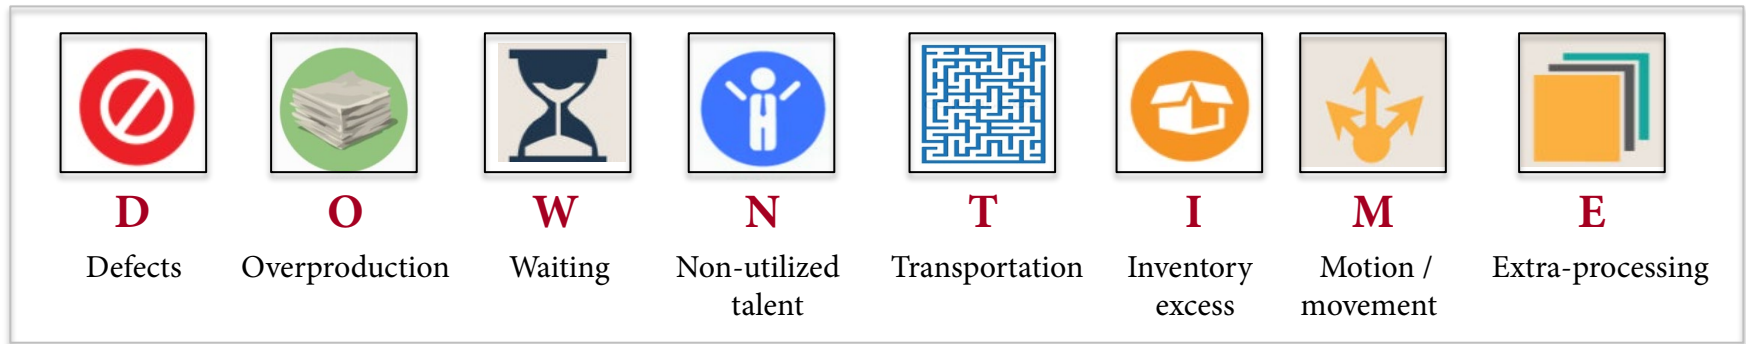 D
Defects
O
Overproduction
W
Waiting
N
Non-utilized
talent
T
Transportation
I
Inventory
excess
M
Motion /
movement
E
Extra-processing